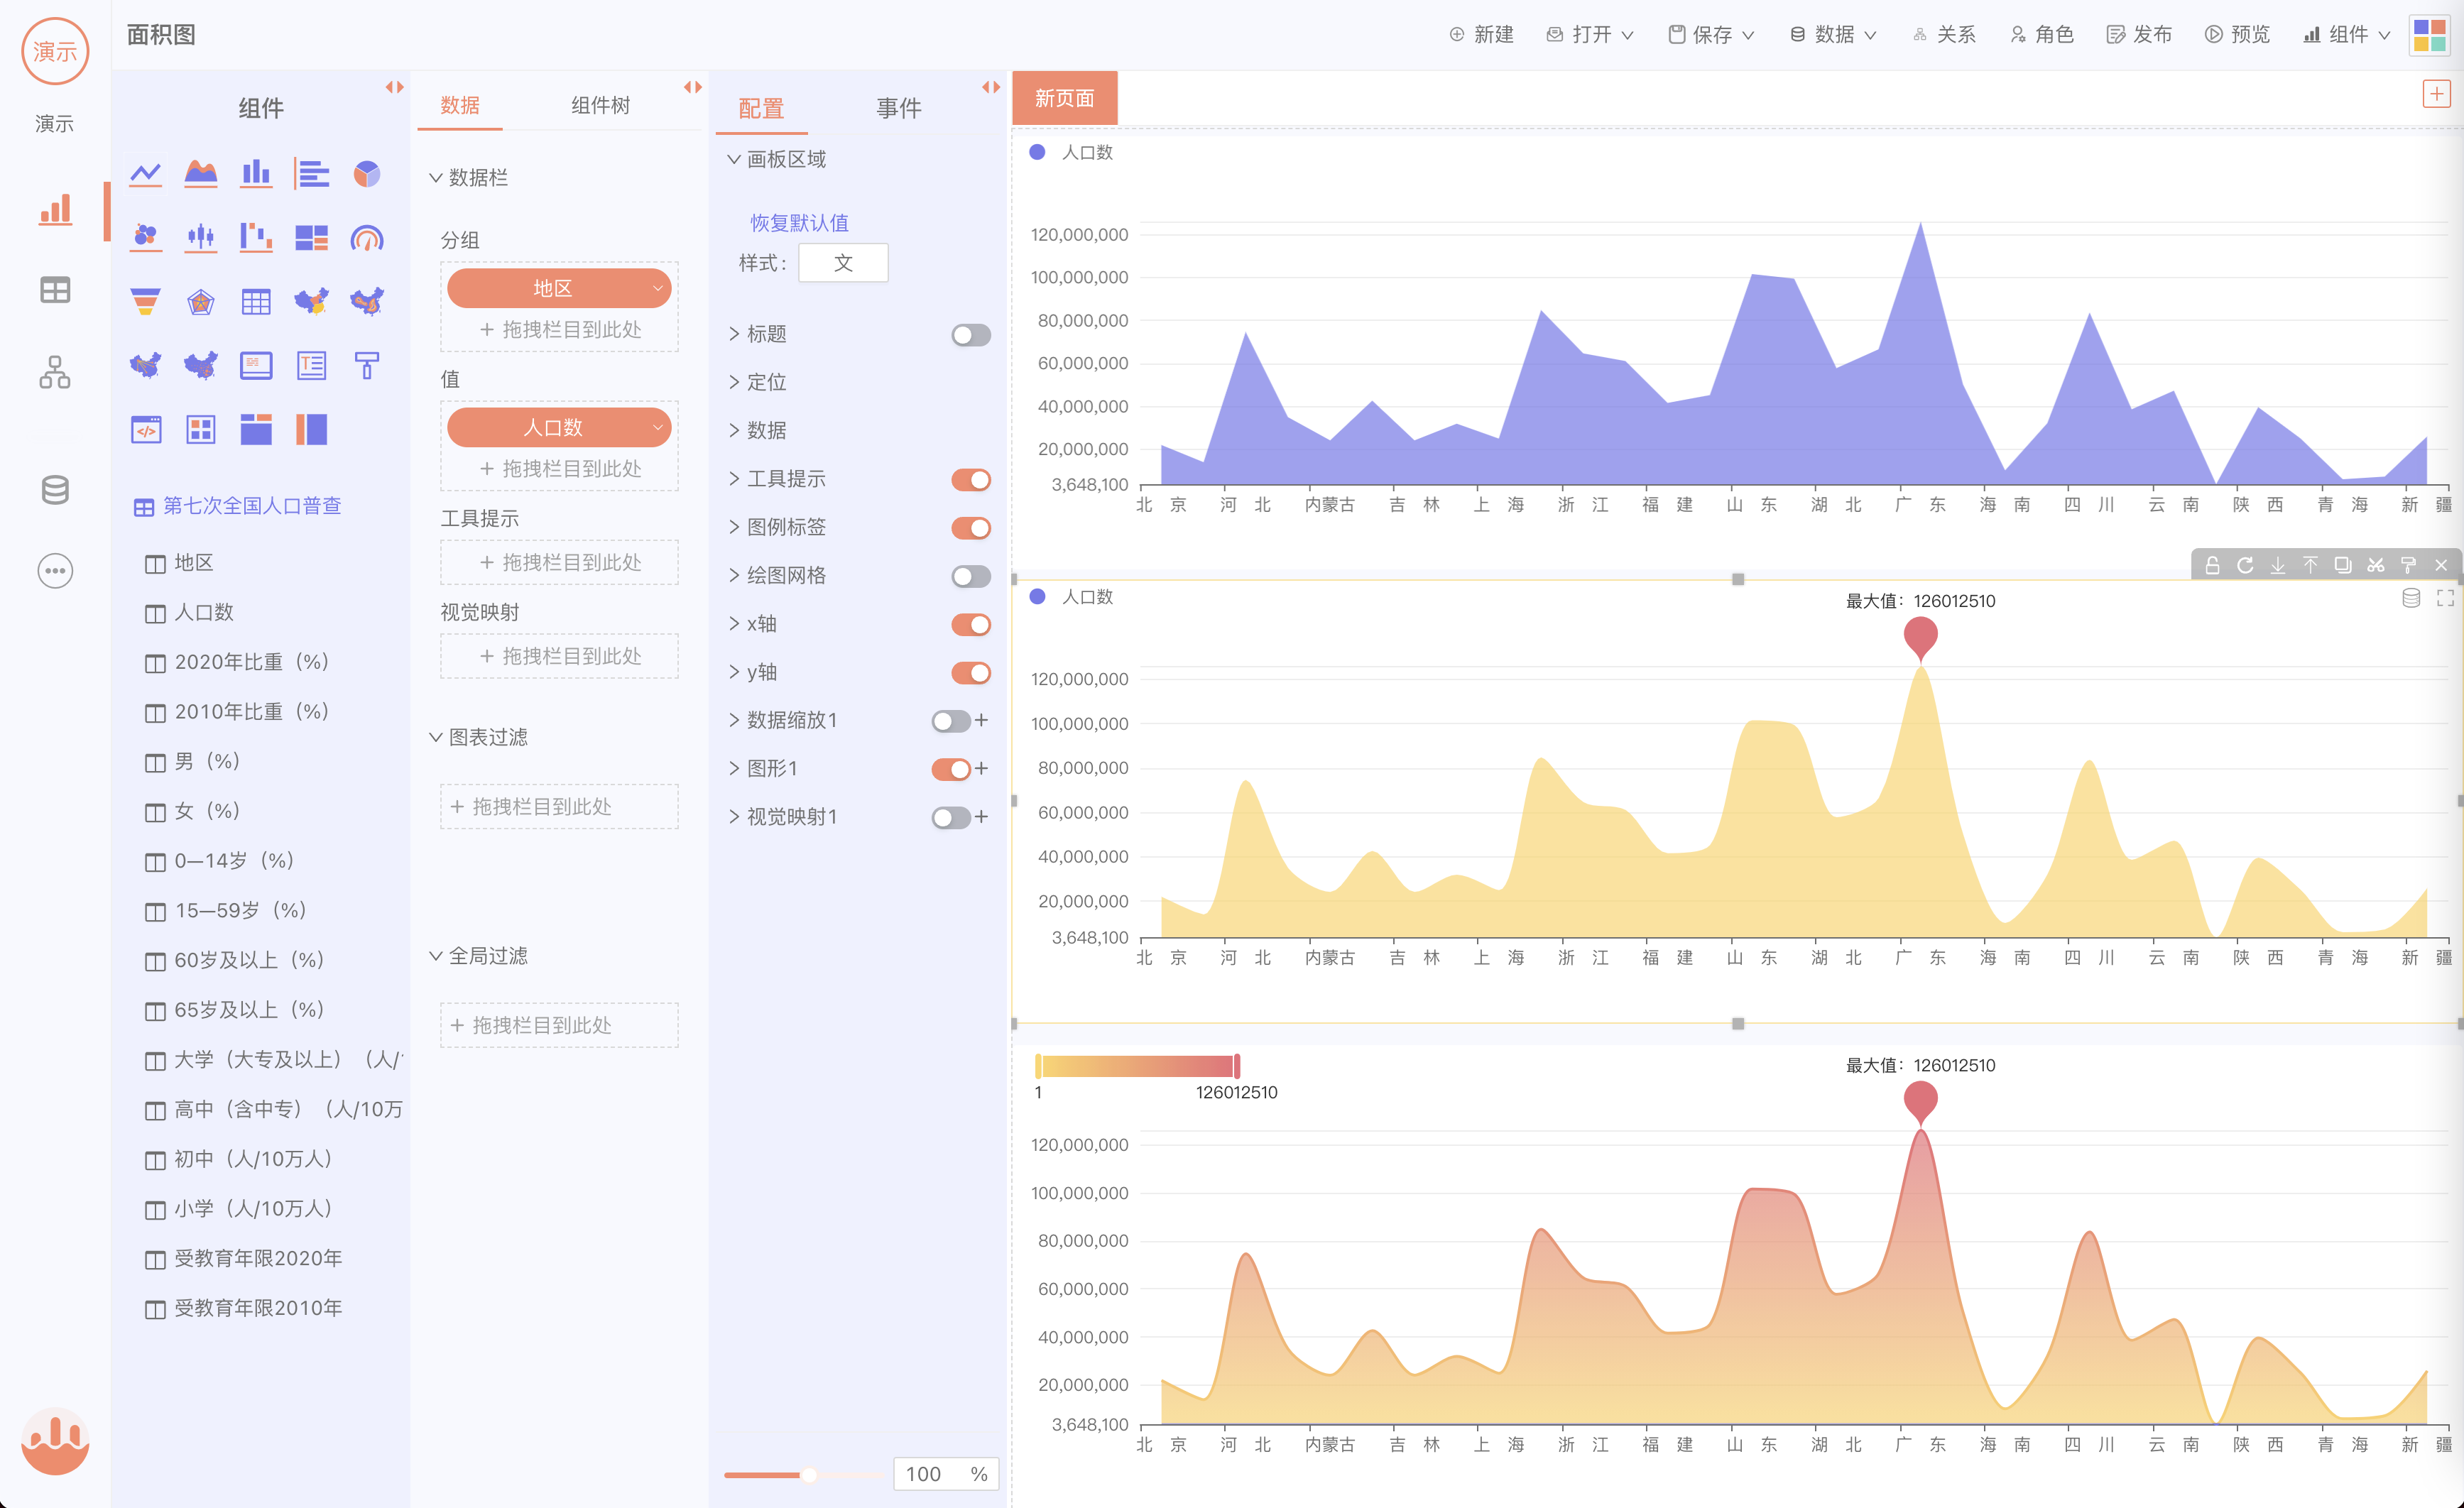 演示
面积图
新建
打开
保存
数据
关系
角色
发布
预览
组件
演示
组件
第七次全国人口普查
地区
人口数
2020年比重（%）
2010年比重（%）
男（%）
女（%）
0—14岁（%）
15—59岁（%）
60岁及以上（%）
65岁及以上（%）
大学（大专及以上）（人/
高中（含中专）（人/10万
初中（人/10万人）
小学（人/10万人）
受教育年限2020年
受教育年限2010年
数据 组件树
数据栏
分组
地区
+ 拖拽栏目到此处
值
人口数
+ 拖拽栏目到此处
工具提示
+ 拖拽栏目到此处
视觉映射
+ 拖拽栏目到此处
图表过滤
+ 拖拽栏目到此处
全局过滤
+ 拖拽栏目到此处
配置 事件
画板区域
恢复默认值
样式: 文
标题
定位
数据
工具提示
图例标签
绘图网格
x轴
y轴
数据缩放1 +
图形1 +
视觉映射1 +
100 %
新页面
人口数
120,000,000
100,000,000
80,000,000
60,000,000
40,000,000
20,000,000
3,648,100
北京 河北 内蒙古 吉林 上海 浙江 福建 山东 湖北 广东 海南 四川 云南 陕西 青海 新疆
人口数
最大值：126012510
120,000,000
100,000,000
80,000,000
60,000,000
40,000,000
20,000,000
3,648,100
北京 河北 内蒙古 吉林 上海 浙江 福建 山东 湖北 广东 海南 四川 云南 陕西 青海 新疆
1 126012510
最大值：126012510
120,000,000
100,000,000
80,000,000
60,000,000
40,000,000
20,000,000
3,648,100
北京 河北 内蒙古 吉林 上海 浙江 福建 山东 湖北 广东 海南 四川 云南 陕西 青海 新疆